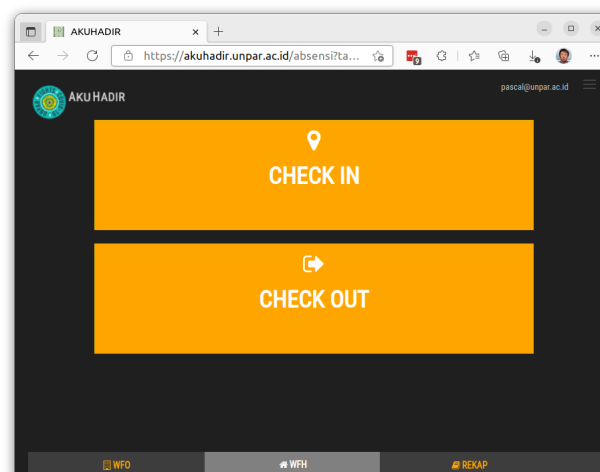 AKUHADIR
https://akuhadir.unpar.ac.id/absensi?ta...
9
AKU HADIR
pascal@unpar.ac.id
CHECK IN
CHECK OUT
WFO
WFH
REKAP